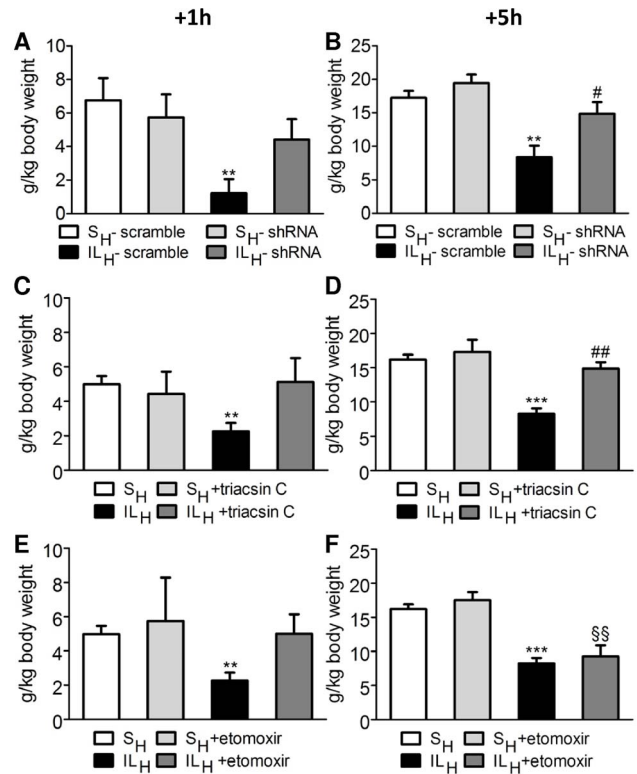 +1h +5h
A B
g/kg body weight
10
8
6
4
2
0
**
g/kg body weight
25
20
15
10
5
0
**
#
SH- scramble SH- shRNA
ILH- scramble ILH- shRNA
SH- scramble SH- shRNA
ILH- scramble ILH- shRNA
C D
g/kg body weight
10
8
6
4
2
0
**
g/kg body weight
25
20
15
10
5
0
***
##
SH SH+triacsin C
ILH ILH+triacsin C
SH SH+triacsin C
ILH ILH +triacsin C
E F
g/kg body weight
10
8
6
4
2
0
**
g/kg body weight
25
20
15
10
5
0
***
§§
SH SH+etomoxir
ILH ILH+etomoxir
SH SH+etomoxir
ILH ILH+etomoxir